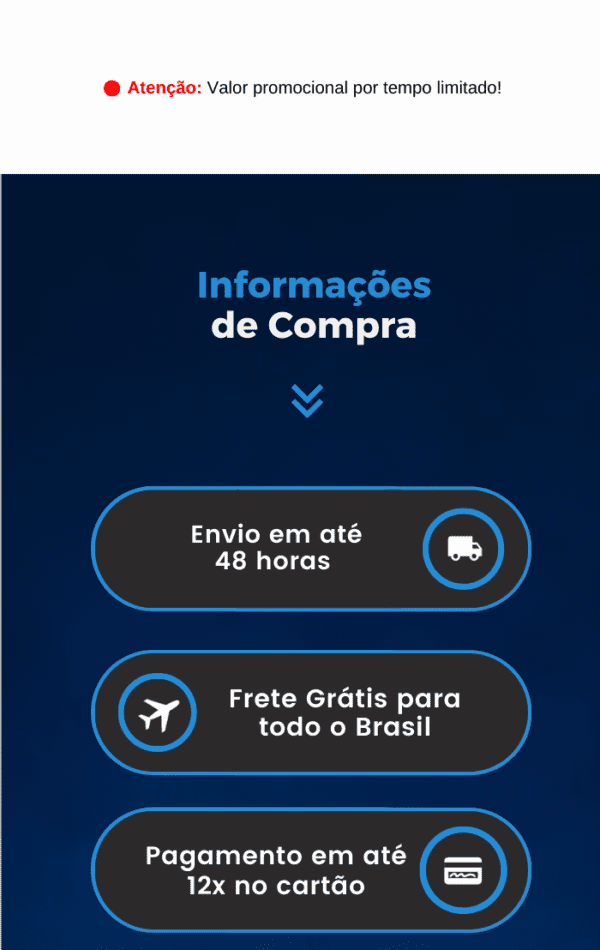 Atenção: Valor promocional por tempo limitado!
Informações
de Compra
Envio em até
48 horas
Frete Grátis para
todo o Brasil
Pagamento em até
12x no cartão